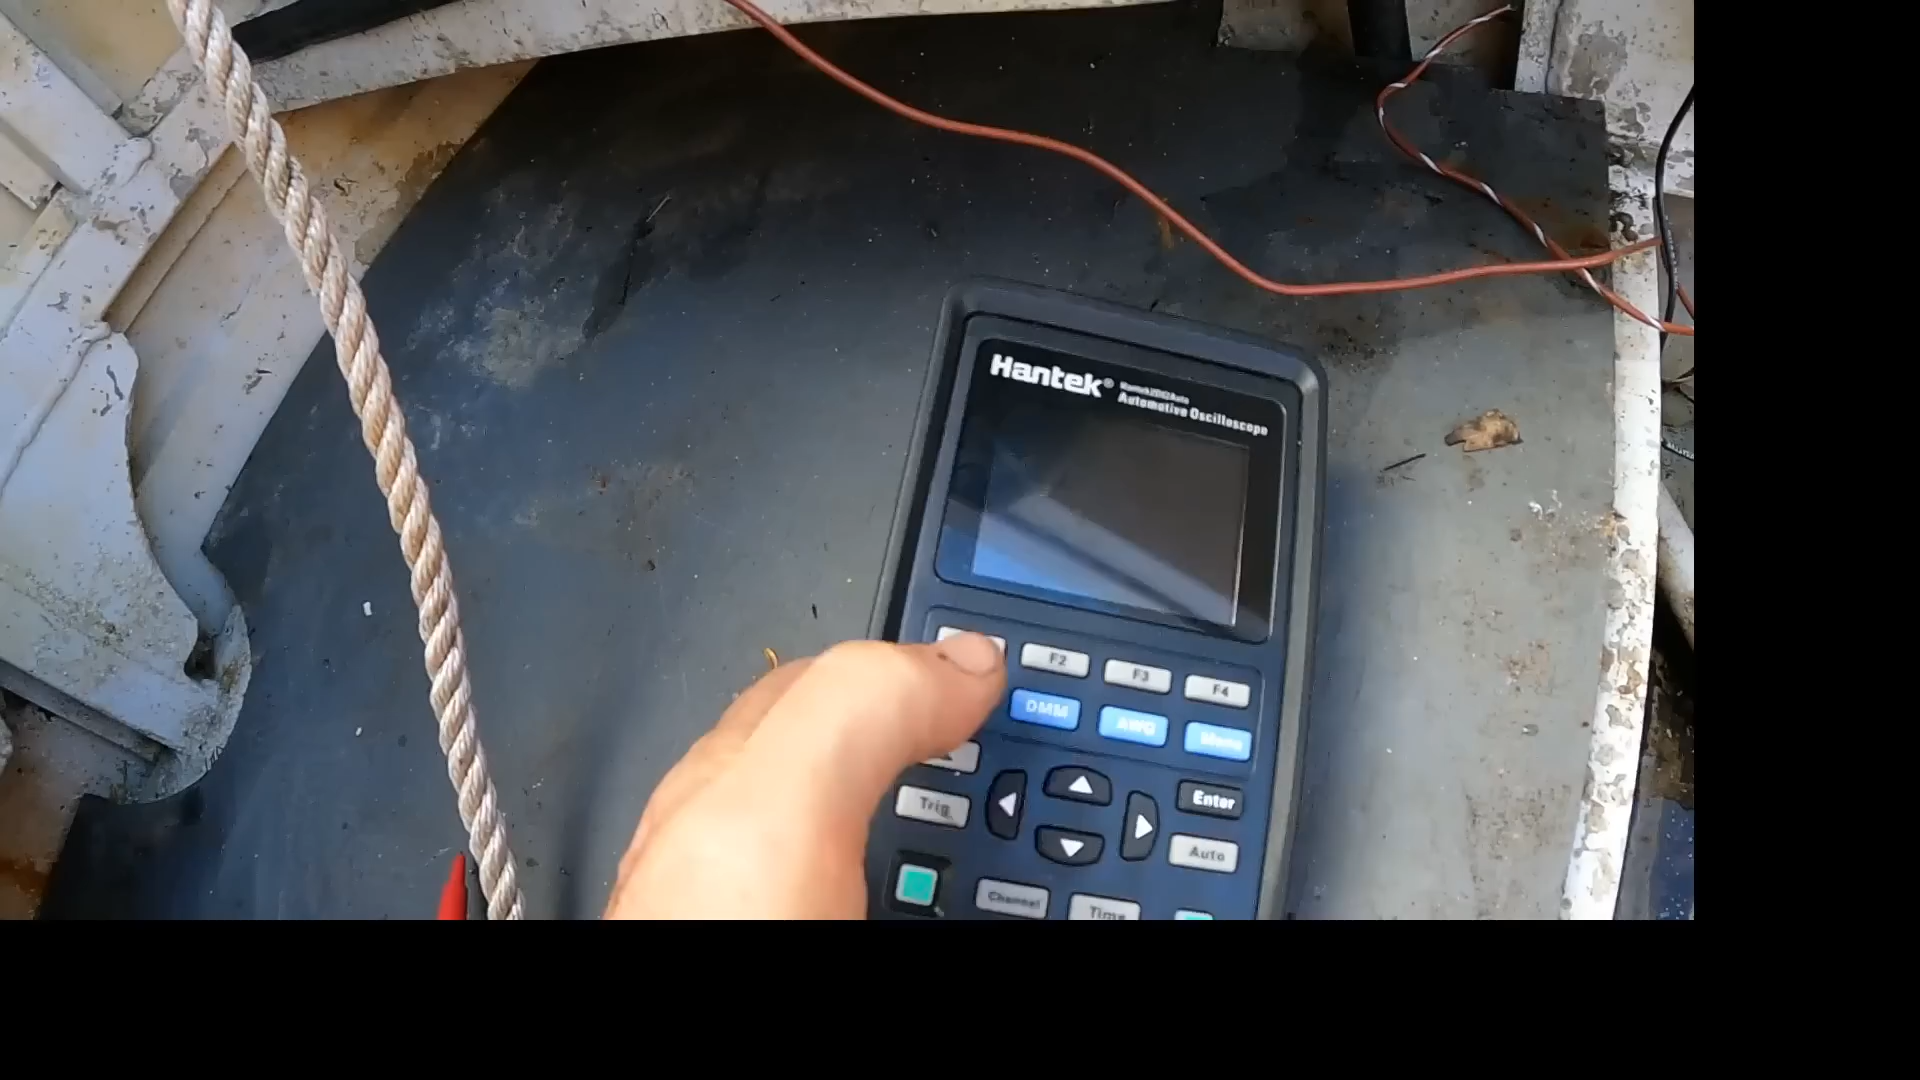 Hantek®
Automotive Oscilloscope
F2
F3
F4
DMM
AWG
Menu
Enter
Trig
Auto
Channel
Time